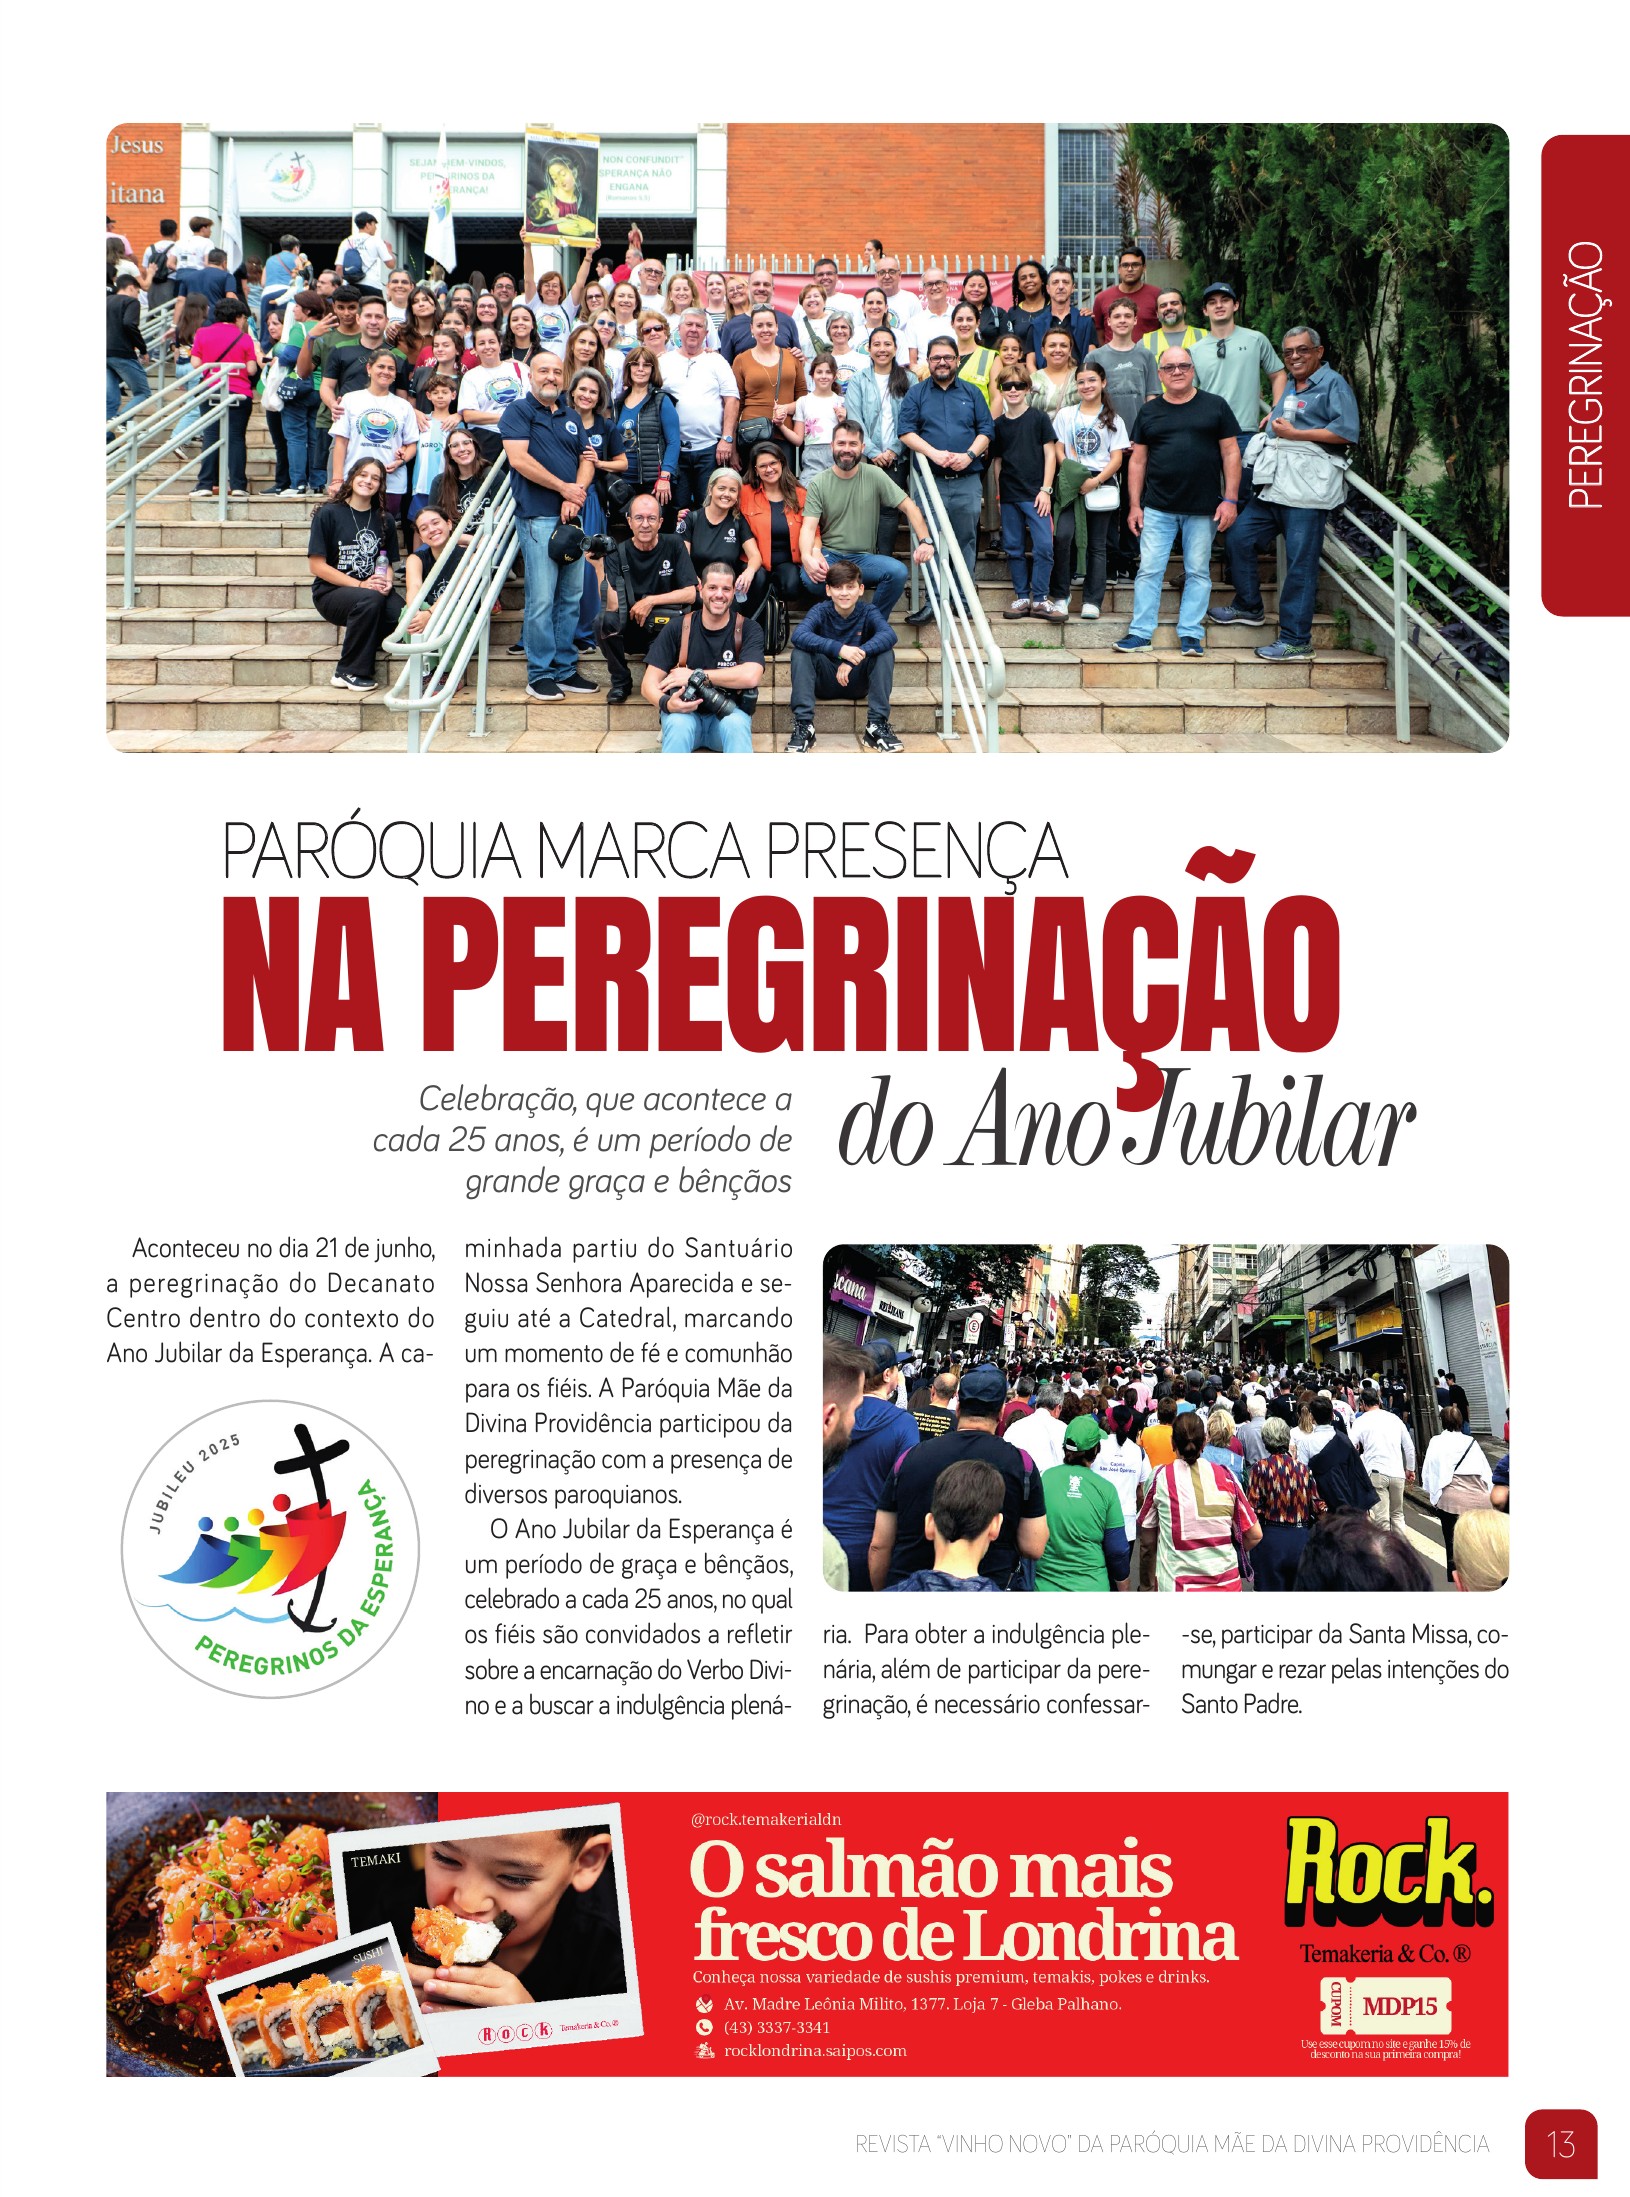 Jesus
itana
SEJAM BEM-VINDOS,
PEREGRINOS DA
ESPERANÇA!
NON CONFUNDIT"
SPERANÇA NÃO
ENGANA
PEREGRINAÇÃO
PARÓQUIA MARCA PRESENÇA
NA PEREGRINAÇÃO
do Ano Jubilar
Celebração, que acontece a
cada 25 anos, é um período de
grande graça e bênçãos
Aconteceu no dia 21 de junho,
a peregrinação do Decanato
Centro dentro do contexto do
Ano Jubilar da Esperança. A ca-
JUBILEU 2025
PEREGRINOS DA ESPERANÇA
minhada partiu do Santuário
Nossa Senhora Aparecida e se-
guiu até a Catedral, marcando
um momento de fé e comunhão
para os fiéis. A Paróquia Mãe da
Divina Providência participou da
peregrinação com a presença de
diversos paroquianos.
O Ano Jubilar da Esperança é
um período de graça e bênçãos,
celebrado a cada 25 anos, no qual
os fiéis são convidados a refletir
sobre a encarnação do Verbo Divi-
no e a buscar a indulgência plená-
ria.  Para obter a indulgência ple-
nária, além de participar da pere-
grinação, é necessário confessar-
-se, participar da Santa Missa, co-
mungar e rezar pelas intenções do
Santo Padre.
TEMAKI
SUSHI
Rock Temakeria & Co.®
@rock.temakerialdn
O salmão mais
fresco de Londrina
Conheça nossa variedade de sushis premium, temakis, pokes e drinks.
Av. Madre Leônia Milito, 1377. Loja 7 - Gleba Palhano.
(43) 3337-3341
rocklondrina.saipos.com
Rock.
Temakeria & Co.®
CUPOM
MDP15
Use esse cupom no site e ganhe 15% de
desconto na sua primeira compra!
REVISTA "VINHO NOVO" DA PARÓQUIA MÃE DA DIVINA PROVIDÊNCIA
13